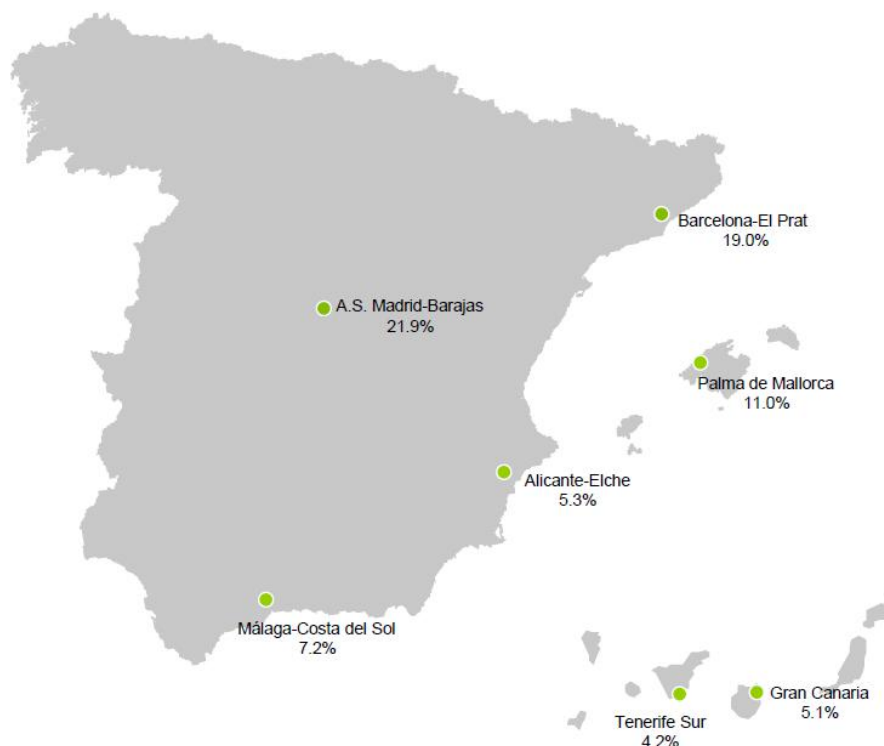 Barcelona-El Prat
19.0%
A.S. Madrid-Barajas
21.9%
Palma de Mallorca
11.0%
Alicante-Elche
5.3%
Málaga-Costa del Sol
7.2%
Gran Canaria
5.1%
Tenerife Sur
4.2%